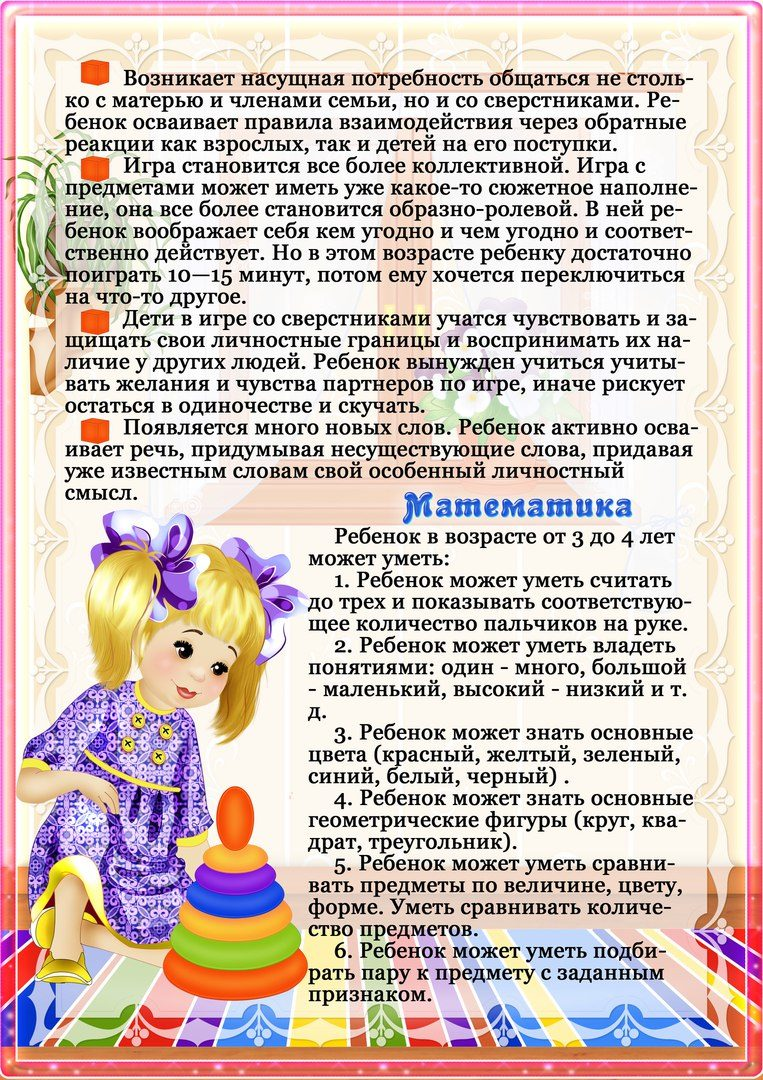 Возникает насущная потребность общаться не столь-
ко с матерью и членами семьи, но и со сверстниками. Ре-
бенок осваивает правила взаимодействия через обратные
реакции как взрослых, так и детей на его поступки.
Игра становится все более коллективной. Игра с
предметами может иметь уже какое-то сюжетное наполне-
ние, она все более становится образно-ролевой. В ней ре-
бенок воображает себя кем угодно и чем угодно и соответ-
ственно действует. Но в этом возрасте ребенку достаточно
поиграть 10—15 минут, потом ему хочется переключиться
на что-то другое.
Дети в игре со сверстниками учатся чувствовать и за-
щищать свои личностные границы и воспринимать их на-
личие у других людей. Ребенок вынужден учиться учиты-
вать желания и чувства партнеров по игре, иначе рискует
остаться в одиночестве и скучать.
Появляется много новых слов. Ребенок активно осва-
ивает речь, придумывая несуществующие слова, придавая
уже известным словам свой особенный личностный
смысл.
Математика
Ребенок в возрасте от 3 до 4 лет
может уметь:
1. Ребенок может уметь считать
до трех и показывать соответствую-
щее количество пальчиков на руке.
2. Ребенок может уметь владеть
понятиями: один - много, большой
- маленький, высокий - низкий и т.
д.
3. Ребенок может знать основные
цвета (красный, желтый, зеленый,
синий, белый, черный) .
4. Ребенок может знать основные
геометрические фигуры (круг, ква-
драт, треугольник).
5. Ребенок может уметь сравни-
вать предметы по величине, цвету,
форме. Уметь сравнивать количе-
ство предметов.
6. Ребенок может уметь подби-
рать пару к предмету с заданным
признаком.